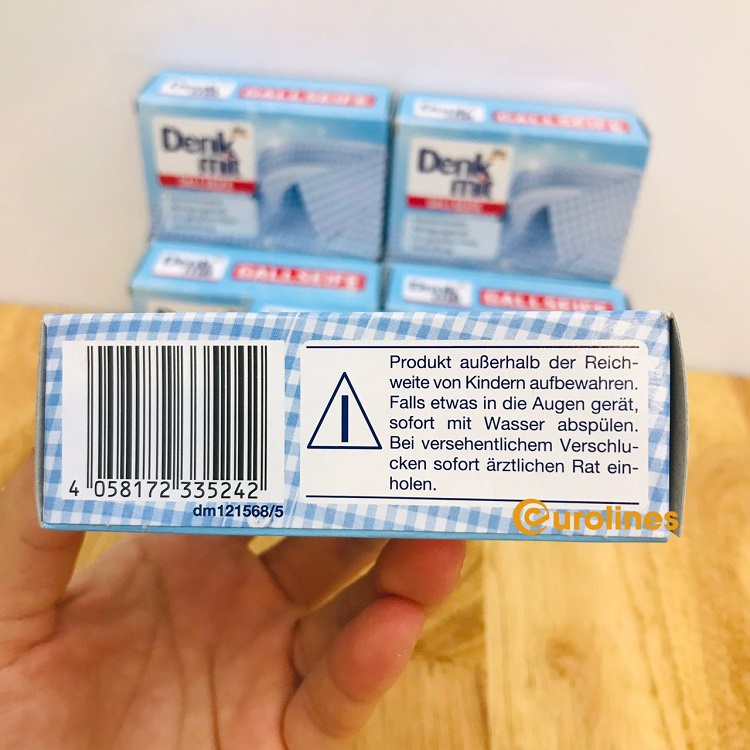 GALLSEIFE
Denk
mit
GALLSEIFE
Denk
mit
GALLSEIFE
GALLSEIFE
Produkt außerhalb der Reich-
weite von Kindern aufbewahren.
Falls etwas in die Augen gerät,
sofort mit Wasser abspülen.
Bei versehentlichem Verschlu-
cken sofort ärztlichen Rat ein-
holen.
4 058172 335242
dm121568/5
eurolines